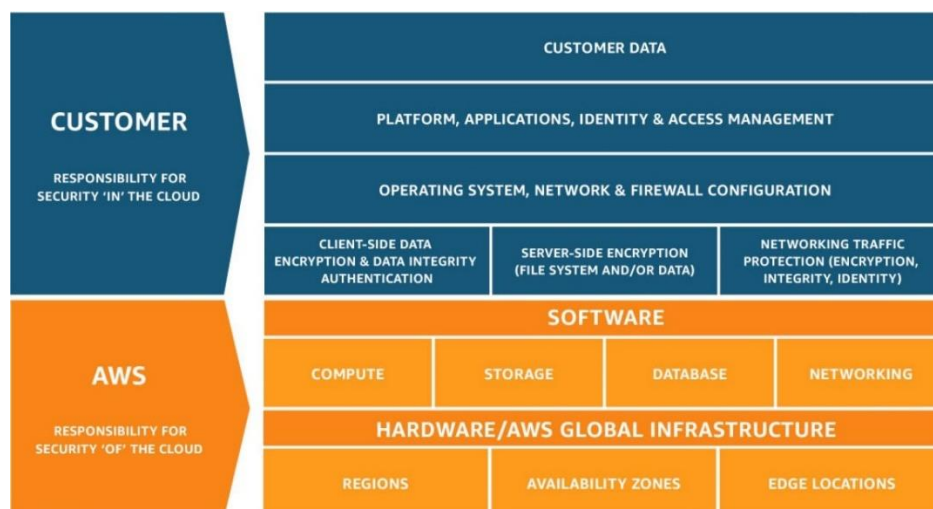 CUSTOMER
RESPONSIBILITY FOR
SECURITY ‘IN’ THE CLOUD
CUSTOMER DATA
PLATFORM, APPLICATIONS, IDENTITY & ACCESS MANAGEMENT
OPERATING SYSTEM, NETWORK & FIREWALL CONFIGURATION
CLIENT-SIDE DATA
ENCRYPTION & DATA INTEGRITY
AUTHENTICATION
SERVER-SIDE ENCRYPTION
(FILE SYSTEM AND/OR DATA)
NETWORKING TRAFFIC
PROTECTION (ENCRYPTION,
INTEGRITY, IDENTITY)
AWS
RESPONSIBILITY FOR
SECURITY ‘OF’ THE CLOUD
SOFTWARE
COMPUTE
STORAGE
DATABASE
NETWORKING
HARDWARE/AWS GLOBAL INFRASTRUCTURE
REGIONS
AVAILABILITY ZONES
EDGE LOCATIONS